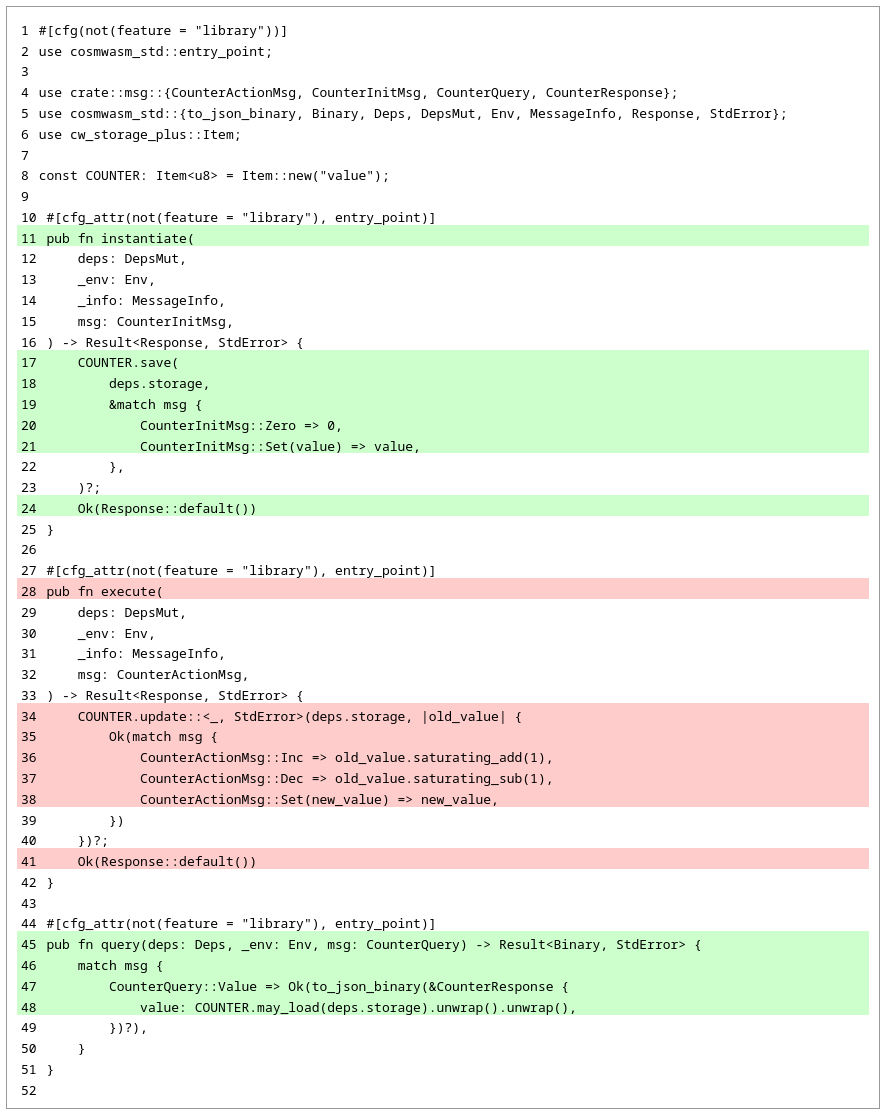 1 #[cfg(not(feature = "library"))]
2 use cosmwasm_std::entry_point;
3
4 use crate::msg::{CounterActionMsg, CounterInitMsg, CounterQuery, CounterResponse};
5 use cosmwasm_std::{to_json_binary, Binary, Deps, DepsMut, Env, MessageInfo, Response, StdError};
6 use cw_storage_plus::Item;
7
8 const COUNTER: Item<u8> = Item::new("value");
9
10 #[cfg_attr(not(feature = "library"), entry_point)]
11 pub fn instantiate(
12     deps: DepsMut,
13     _env: Env,
14     _info: MessageInfo,
15     msg: CounterInitMsg,
16 ) -> Result<Response, StdError> {
17     COUNTER.save(
18         deps.storage,
19         &match msg {
20             CounterInitMsg::Zero => 0,
21             CounterInitMsg::Set(value) => value,
22         },
23     )?;
24     Ok(Response::default())
25 }
26
27 #[cfg_attr(not(feature = "library"), entry_point)]
28 pub fn execute(
29     deps: DepsMut,
30     _env: Env,
31     _info: MessageInfo,
32     msg: CounterActionMsg,
33 ) -> Result<Response, StdError> {
34     COUNTER.update::<_, StdError>(deps.storage, |old_value| {
35         Ok(match msg {
36             CounterActionMsg::Inc => old_value.saturating_add(1),
37             CounterActionMsg::Dec => old_value.saturating_sub(1),
38             CounterActionMsg::Set(new_value) => new_value,
39         })
40     })?;
41     Ok(Response::default())
42 }
43
44 #[cfg_attr(not(feature = "library"), entry_point)]
45 pub fn query(deps: Deps, _env: Env, msg: CounterQuery) -> Result<Binary, StdError> {
46     match msg {
47         CounterQuery::Value => Ok(to_json_binary(&CounterResponse {
48             value: COUNTER.may_load(deps.storage).unwrap().unwrap(),
49         })?),
50     }
51 }
52